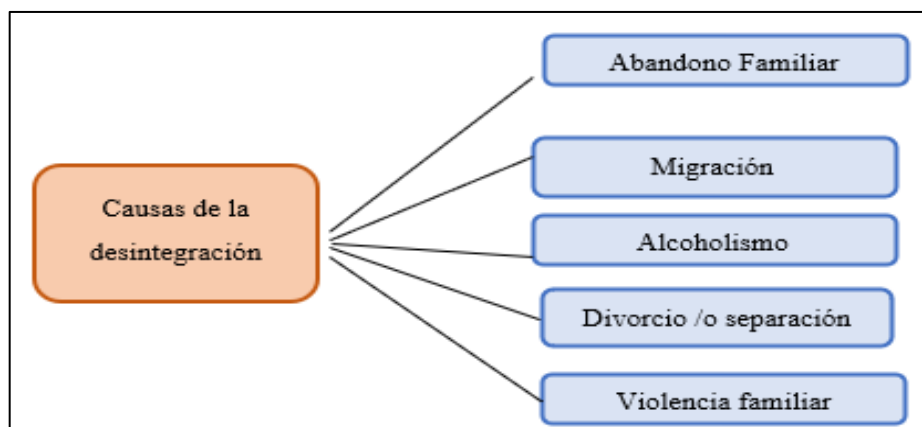 Causas de la
desintegración
Abandono Familiar
Migración
Alcoholismo
Divorcio /o separación
Violencia familiar